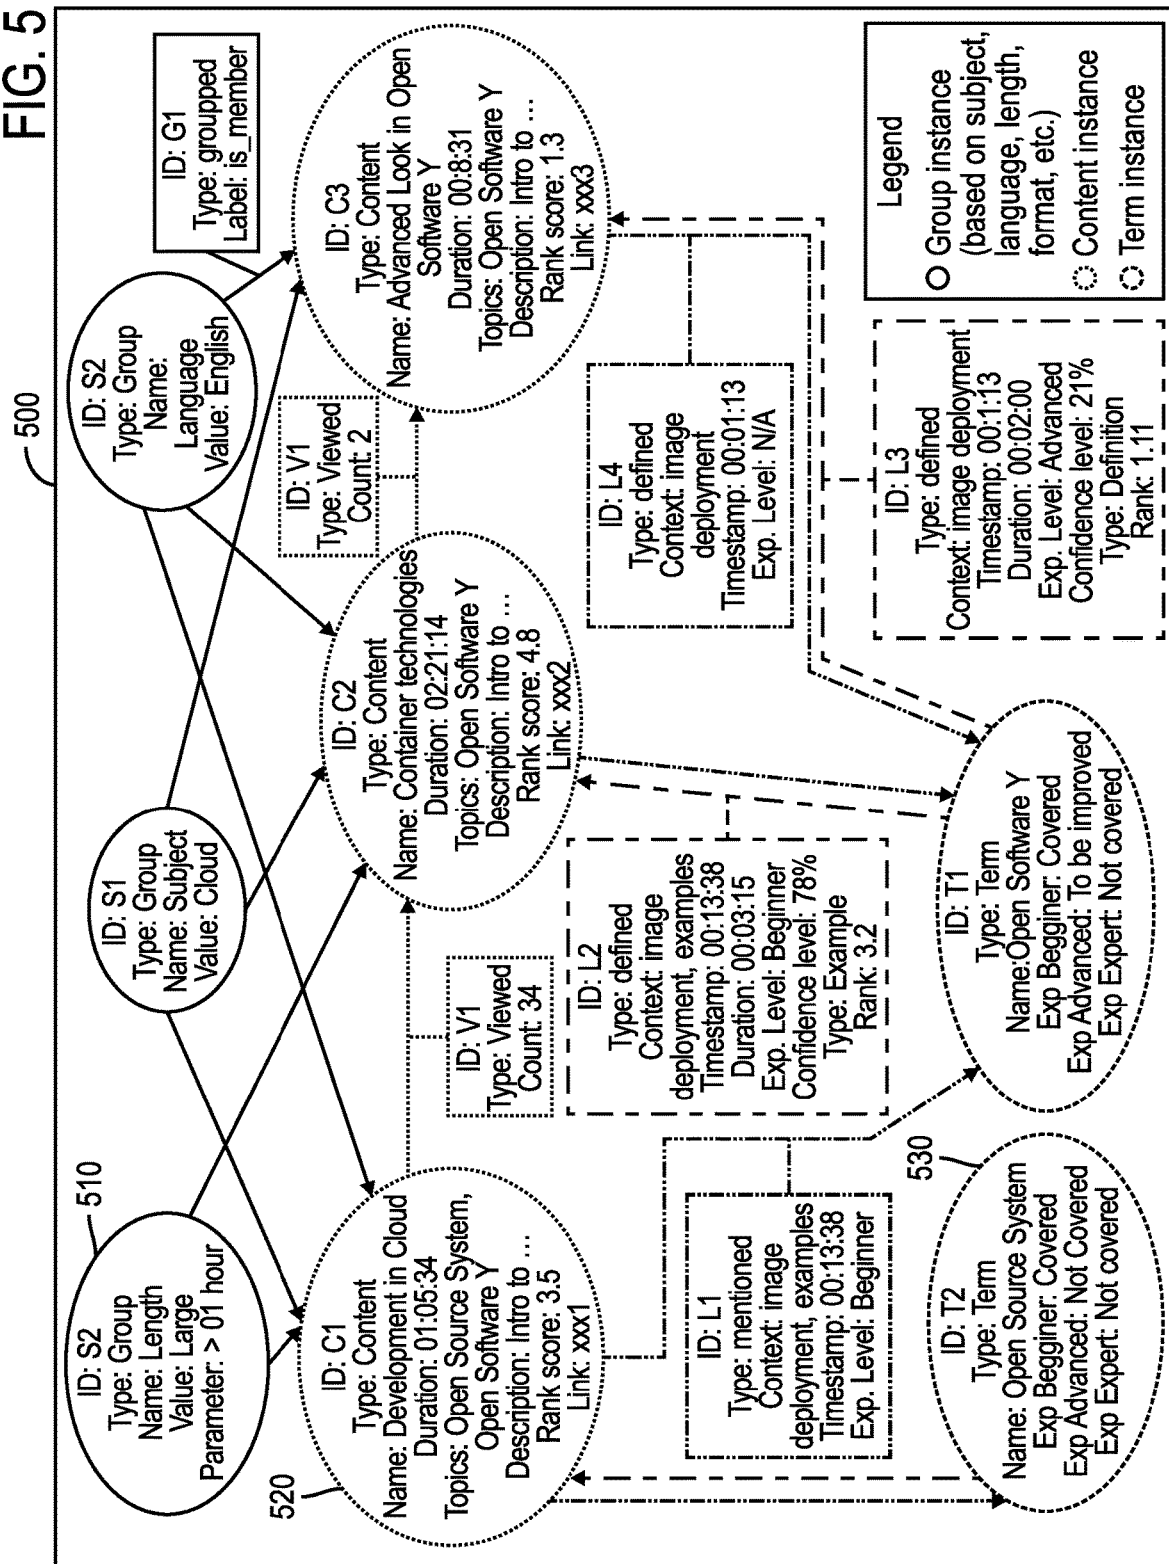 FIG. 5
500
510
ID: S2
Type: Group
Name: Length
Value: Large
Parameter: > 01 hour
ID: S1
Type: Group
Name: Subject
Value: Cloud
ID: S2
Type: Group
Name:
Language
Value: English
ID: G1
Type: groupped
Label: is_member
520
ID: C1
Type: Content
Name: Development in Cloud
Duration: 01:05:34
Topics: Open Source System,
Open Software Y
Description: Intro to ...
Rank score: 3.5
Link: xxx1
ID: V1
Type: Viewed
Count: 34
ID: C2
Type: Content
Name: Container technologies
Duration: 02:21:14
Topics: Open Software Y
Description: Intro to ...
Rank score: 4.8
Link: xxx2
ID: V1
Type: Viewed
Count: 2
ID: C3
Type: Content
Name: Advanced Look in Open
Software Y
Duration: 00:8:31
Topics: Open Software Y
Description: Intro to ...
Rank score: 1.3
Link: xxx3
ID: L1
Type: mentioned
Context: image
deployment, examples
Timestamp: 00:13:38
Exp. Level: Beginner
ID: L2
Type: defined
Context: image
deployment, examples
Timestamp: 00:13:38
Duration: 00:03:15
Exp. Level: Beginner
Confidence level: 78%
Type: Example
Rank: 3.2
ID: L4
Type: defined
Context: image
deployment
Timestamp: 00:01:13
Exp. Level: N/A
ID: L3
Type: defined
Context: image deployment
Timestamp: 00:1:13
Duration: 00:02:00
Exp. Level: Advanced
Confidence level: 21%
Type: Definition
Rank: 1.11
530
ID: T2
Type: Term
Name: Open Source System
Exp Begginer: Covered
Exp Advanced: Not Covered
Exp Expert: Not covered
ID: T1
Type: Term
Name:Open Software Y
Exp Begginer: Covered
Exp Advanced: To be improved
Exp Expert: Not covered
Legend
Group instance
(based on subject,
language, length,
format, etc.)
Content instance
Term instance